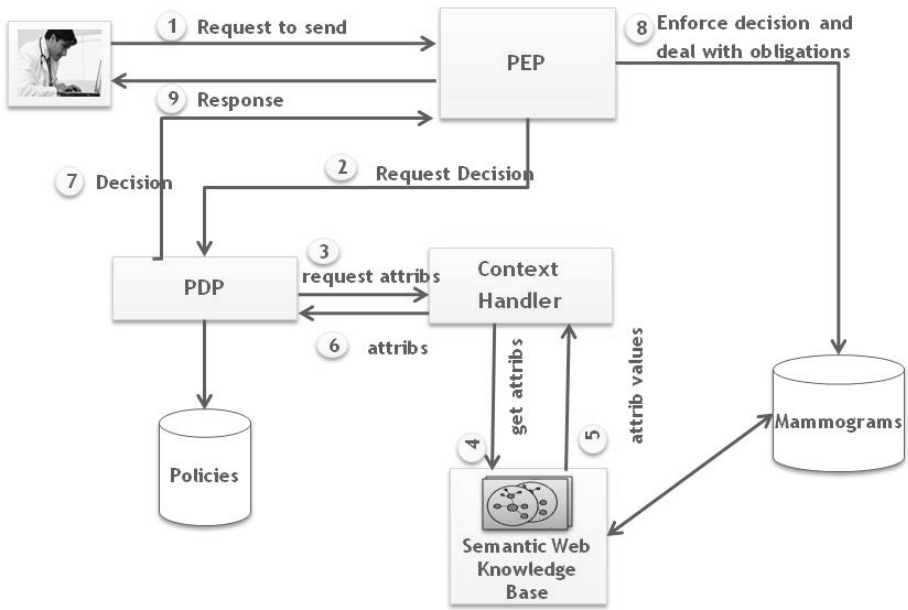 1 Request to send
PEP
8 Enforce decision and
deal with obligations
9 Response
2 Request Decision
7 Decision
3
request attribs
PDP
Context
Handler
6 attribs
4 get attribs
5 attrib values
Policies
Mammograms
Semantic Web
Knowledge
Base